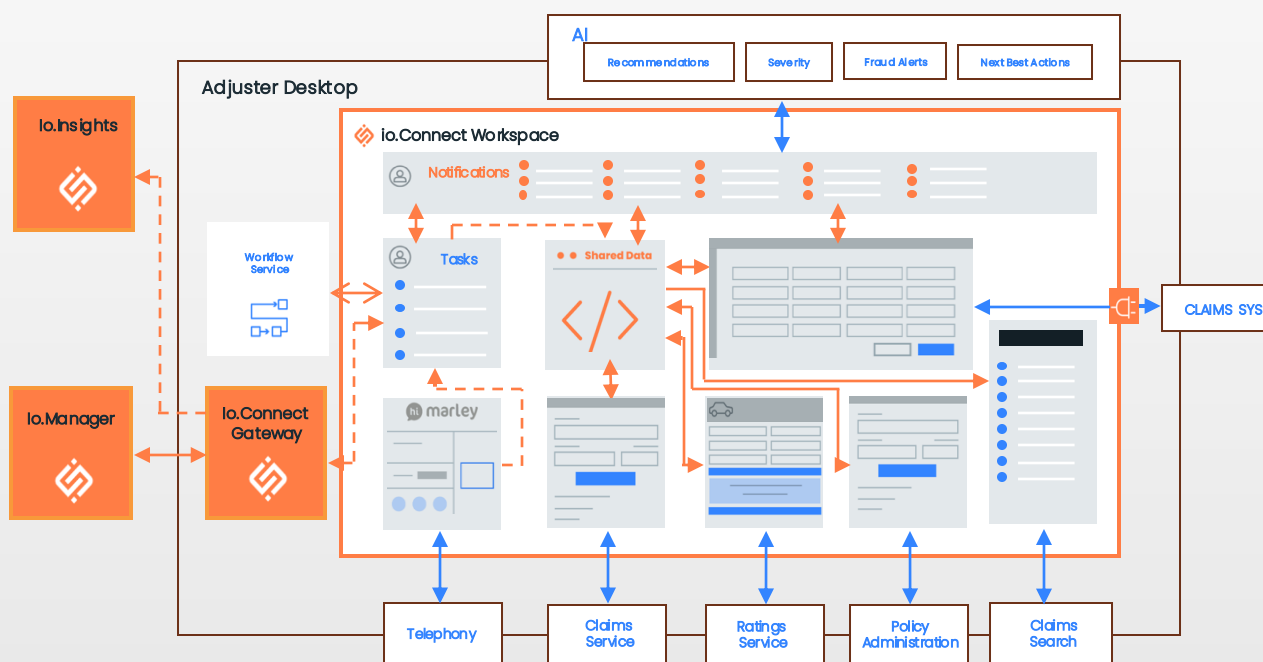 AI
Recommendations
Severity
Fraud Alerts
Next Best Actions
Adjuster Desktop
Io.Insights
io.Connect Workspace
Notifications
Workflow
Service
Tasks
Shared Data
CLAIMS SYS
Io.Manager
Io.Connect
Gateway
hi marley
Telephony
Claims
Service
Ratings
Service
Policy
Administration
Claims
Search